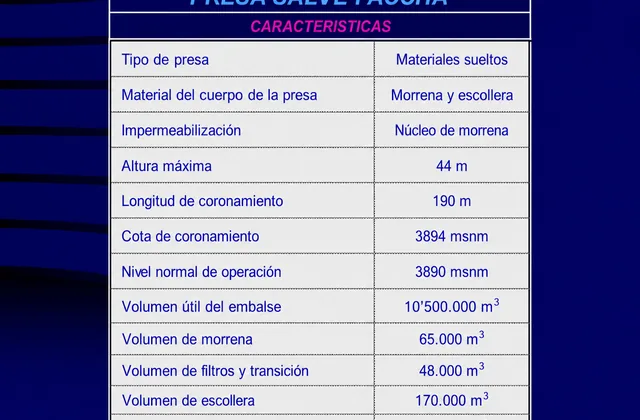 PRESA SALVE FACCHA
CARACTERISTICAS
Tipo de presa Materiales sueltos
Material del cuerpo de la presa Morrena y escollera
Impermeabilización Núcleo de morrena
Altura máxima 44 m
Longitud de coronamiento 190 m
Cota de coronamiento 3894 msnm
Nivel normal de operación 3890 msnm
Volumen útil del embalse 10'500.000 m³
Volumen de morrena 65.000 m³
Volumen de filtros y transición 48.000 m³
Volumen de escollera 170.000 m³